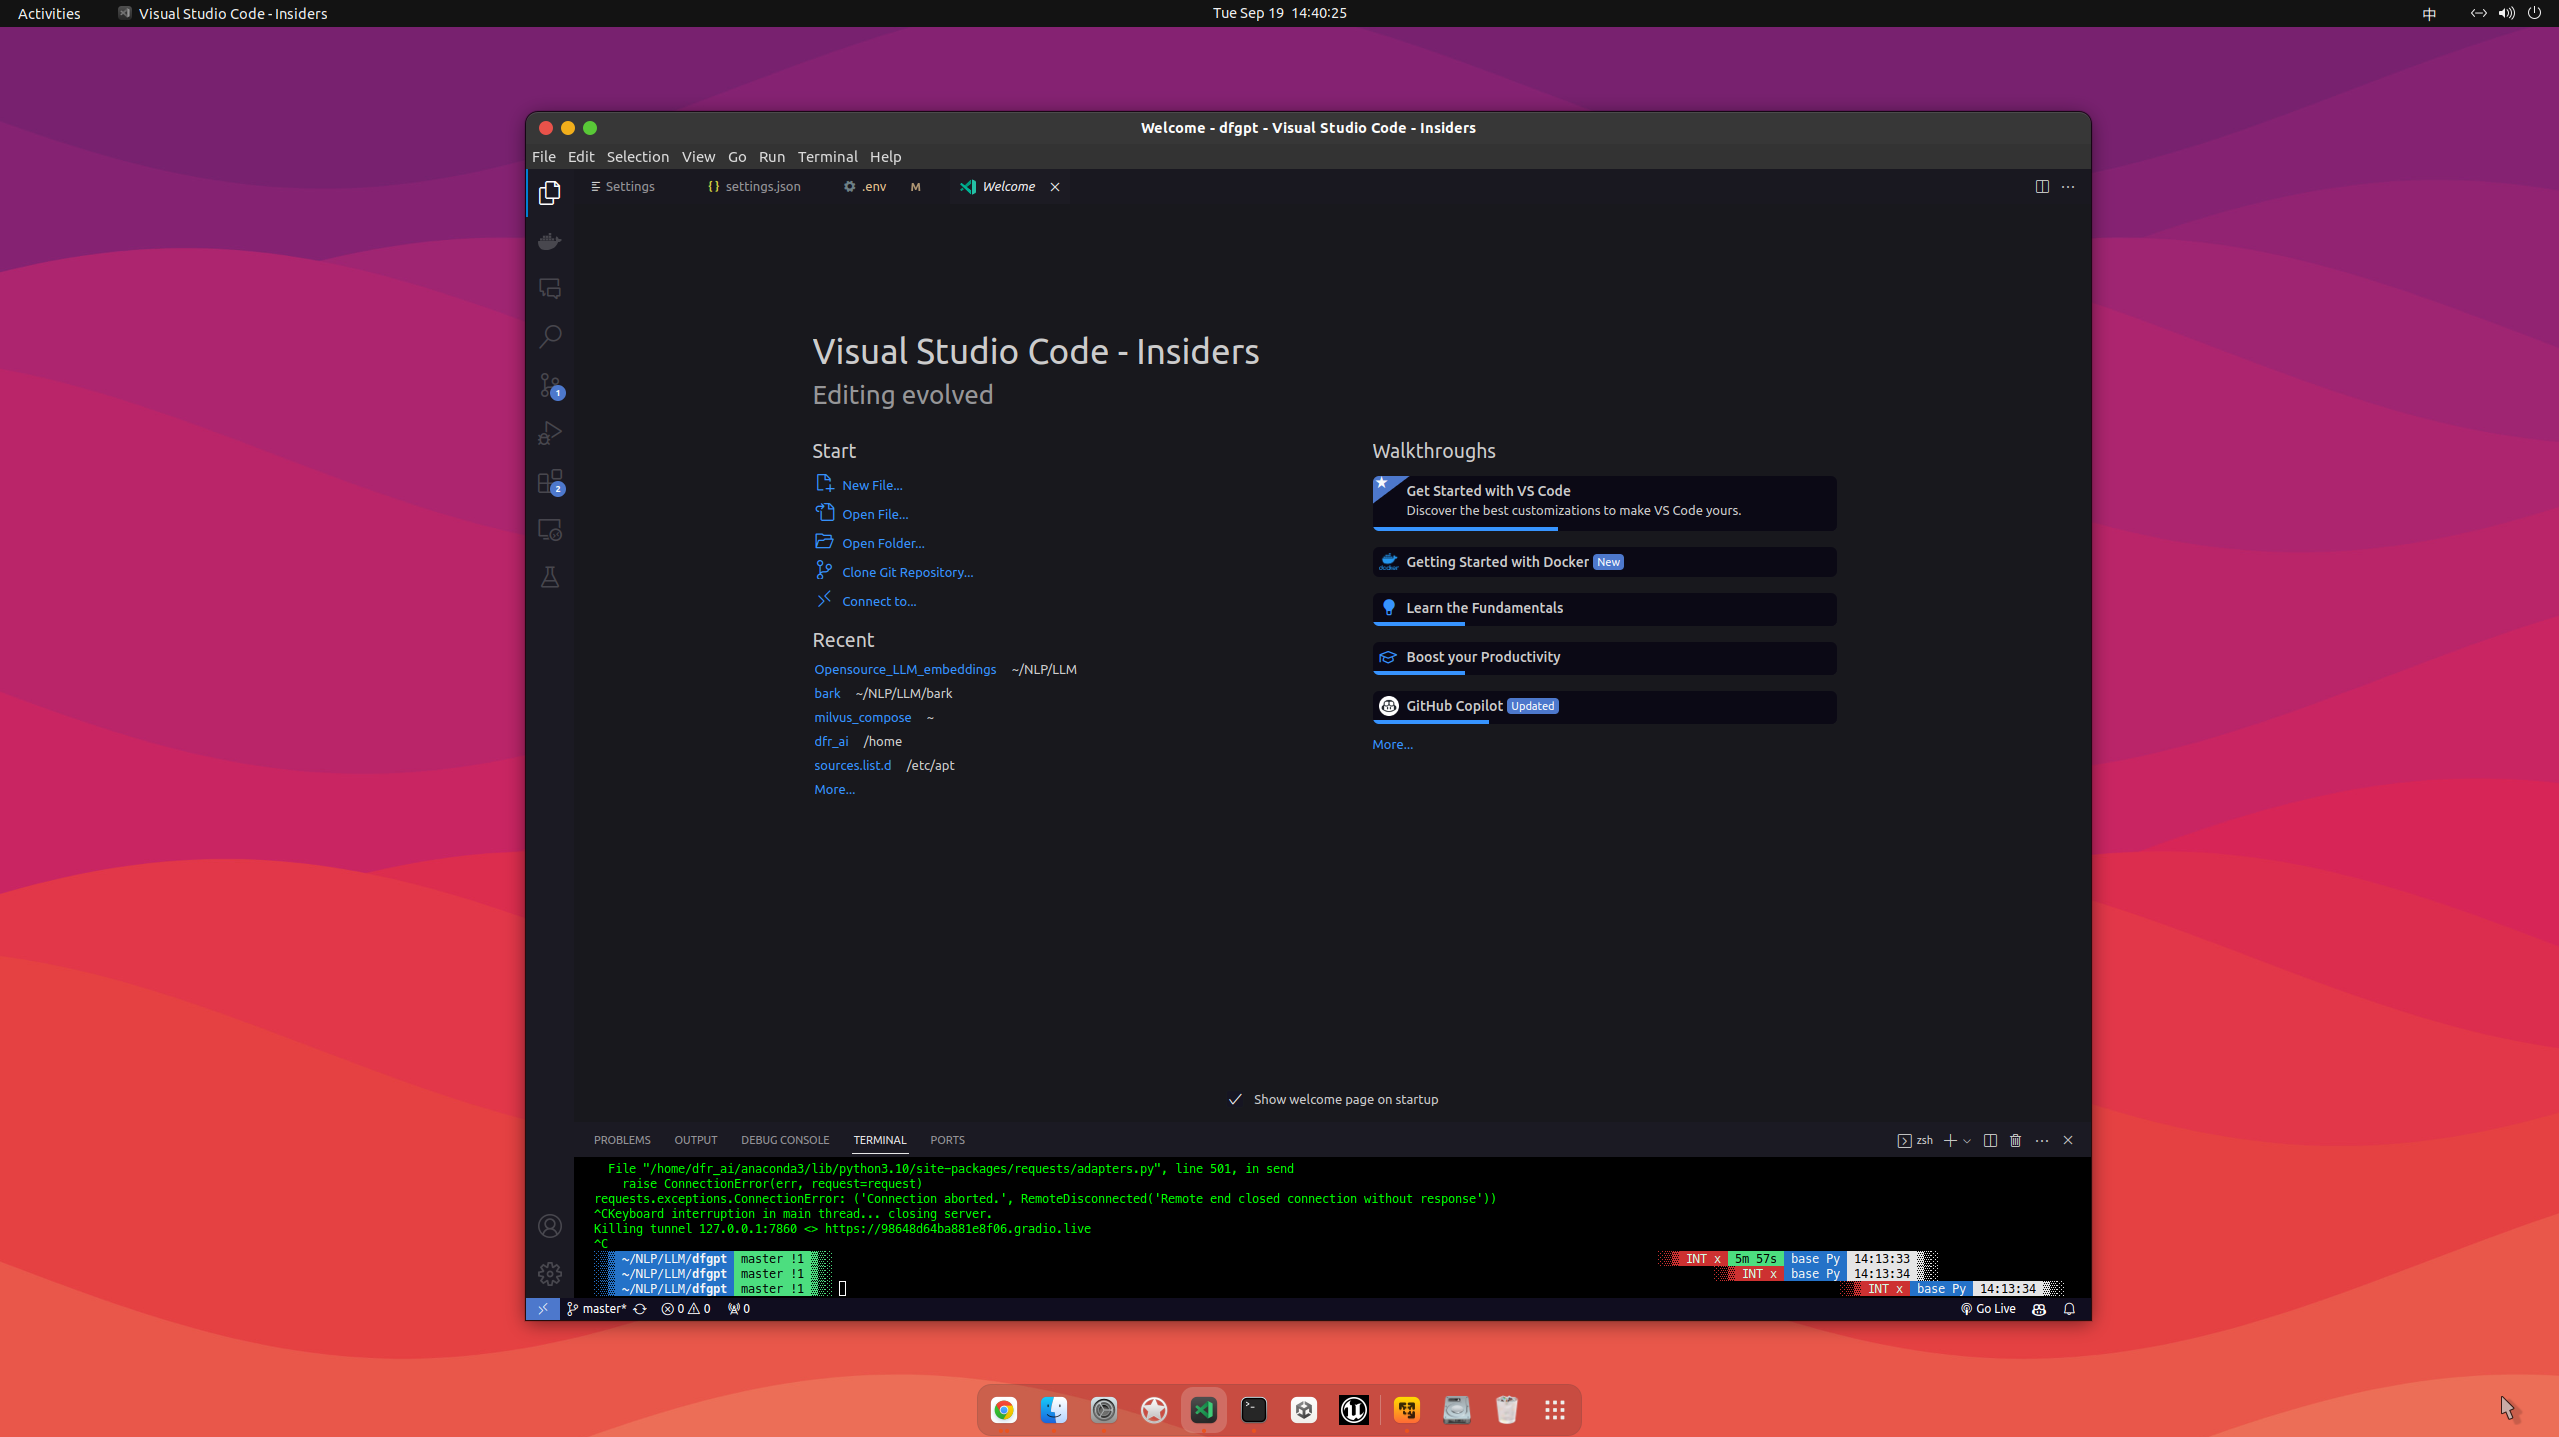 Activities Visual Studio Code - Insiders Tue Sep 19 14:40:25 中
Welcome - dfgpt - Visual Studio Code - Insiders
File Edit Selection View Go Run Terminal Help
Settings {} settings.json .env M Welcome
Visual Studio Code - Insiders
Editing evolved
Start
New File...
Open File...
Open Folder...
Clone Git Repository...
Connect to...
Recent
Opensource_LLM_embeddings ~/NLP/LLM
bark ~/NLP/LLM/bark
milvus_compose ~
dfr_ai /home
sources.list.d /etc/apt
More...
Walkthroughs
Get Started with VS Code
Discover the best customizations to make VS Code yours.
docker Getting Started with Docker New
Learn the Fundamentals
Boost your Productivity
GitHub Copilot Updated
More...
1
2
Show welcome page on startup
PROBLEMS OUTPUT DEBUG CONSOLE TERMINAL PORTS zsh
File "/home/dfr_ai/anaconda3/lib/python3.10/site-packages/requests/adapters.py", line 501, in send
raise ConnectionError(err, request=request)
requests.exceptions.ConnectionError: ('Connection aborted.', RemoteDisconnected('Remote end closed connection without response'))
^CKeyboard interruption in main thread... closing server.
Killing tunnel 127.0.0.1:7860 <> https://98648d64ba881e8f06.gradio.live
^C
~/NLP/LLM/dfgpt master !1 INT x 5m 57s base Py 14:13:33
~/NLP/LLM/dfgpt master !1 INT x base Py 14:13:34
~/NLP/LLM/dfgpt master !1 INT x base Py 14:13:34
master* 0 0 0 Go Live